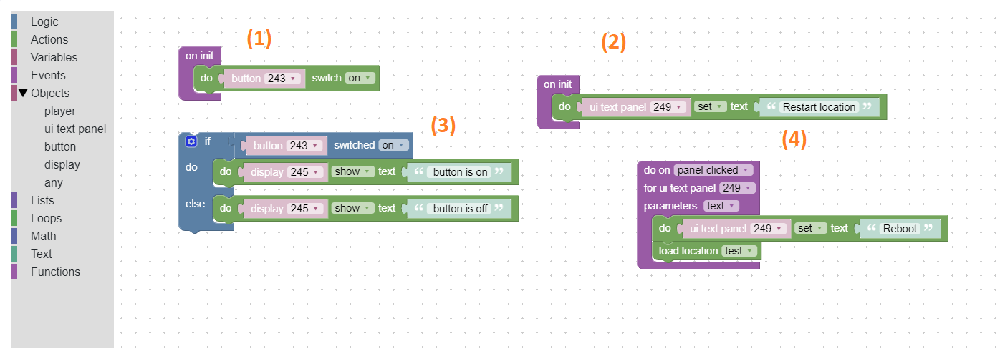 Logic
Actions
Variables
Events
Objects
player
ui text panel
button
display
any
Lists
Loops
Math
Text
Functions
(1)
on init
do button 243 switch on
(2)
on init
do ui text panel 249 set text “ Restart location ”
(3)
if button 243 switched on
do do display 245 show text “ button is on ”
else do display 245 show text “ button is off ”
(4)
do on panel clicked
for ui text panel 249
parameters: text
do ui text panel 249 set text “ Reboot ”
load location test